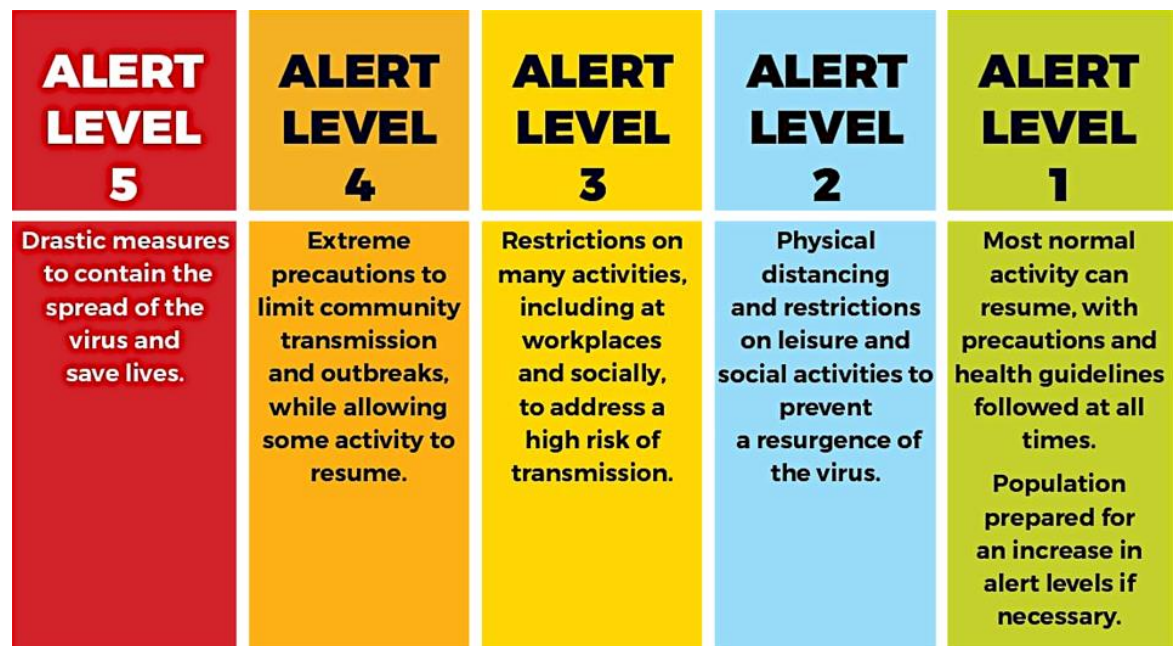 ALERT
LEVEL
5
Drastic measures
to contain the
spread of the
virus and
save lives.
ALERT
LEVEL
4
Extreme
precautions to
limit community
transmission
and outbreaks,
while allowing
some activity to
resume.
ALERT
LEVEL
3
Restrictions on
many activities,
including at
workplaces
and socially,
to address a
high risk of
transmission.
ALERT
LEVEL
2
Physical
distancing
and restrictions
on leisure and
social activities to
prevent
a resurgence of
the virus.
ALERT
LEVEL
1
Most normal
activity can
resume, with
precautions and
health guidelines
followed at all
times.
Population
prepared for
an increase in
alert levels if
necessary.